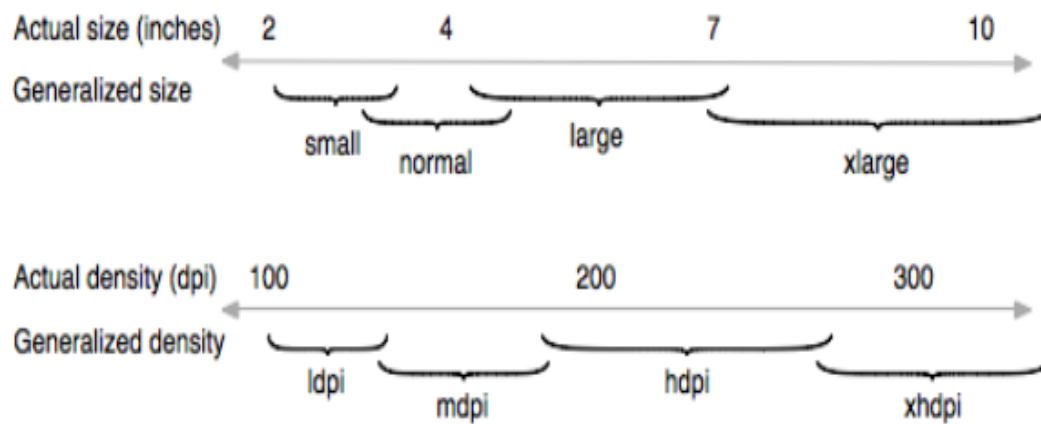 Actual size (inches) 2 4 7 10
Generalized size
small normal large xlarge
Actual density (dpi) 100 200 300
Generalized density
ldpi mdpi hdpi xhdpi